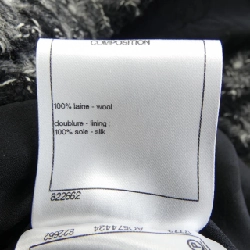 COMPOSITION
100% laine - wool
doublure - lining :
100% soie - silk
822662